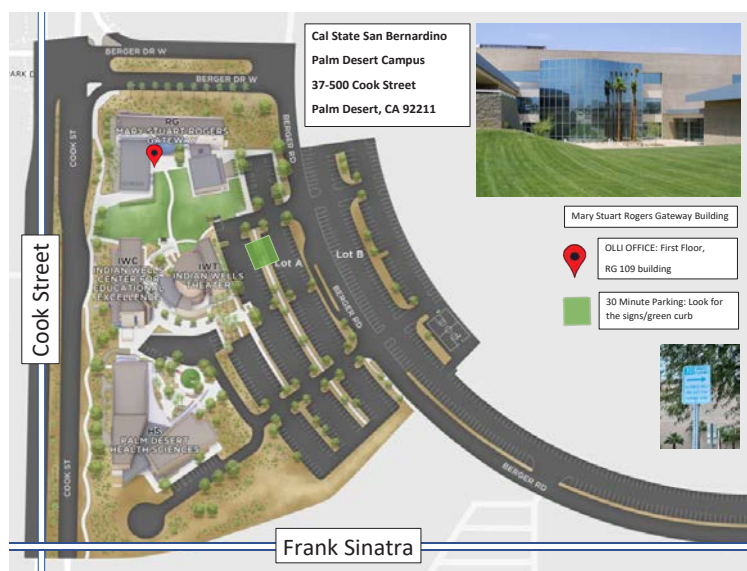 Cal State San Bernardino
Palm Desert Campus
37-500 Cook Street
Palm Desert, CA 92211
BERGER DR W
BERGER DR W
COOK ST
RG
MARY STUART ROGERS
GATEWAY
BERGER RD
Mary Stuart Rogers Gateway Building
OLLI OFFICE: First Floor,
RG 109 building
30 Minute Parking: Look for
the signs/green curb
Cook Street
IWC
INDIAN WELLS
CENTER FOR
EDUCATIONAL
EXCELLENCE
IWT
INDIAN WELLS
THEATER
Lot A
Lot B
BERGER RD
HS
PALM DESERT
HEALTH SCIENCES
COOK ST
BERGER RD
Frank Sinatra